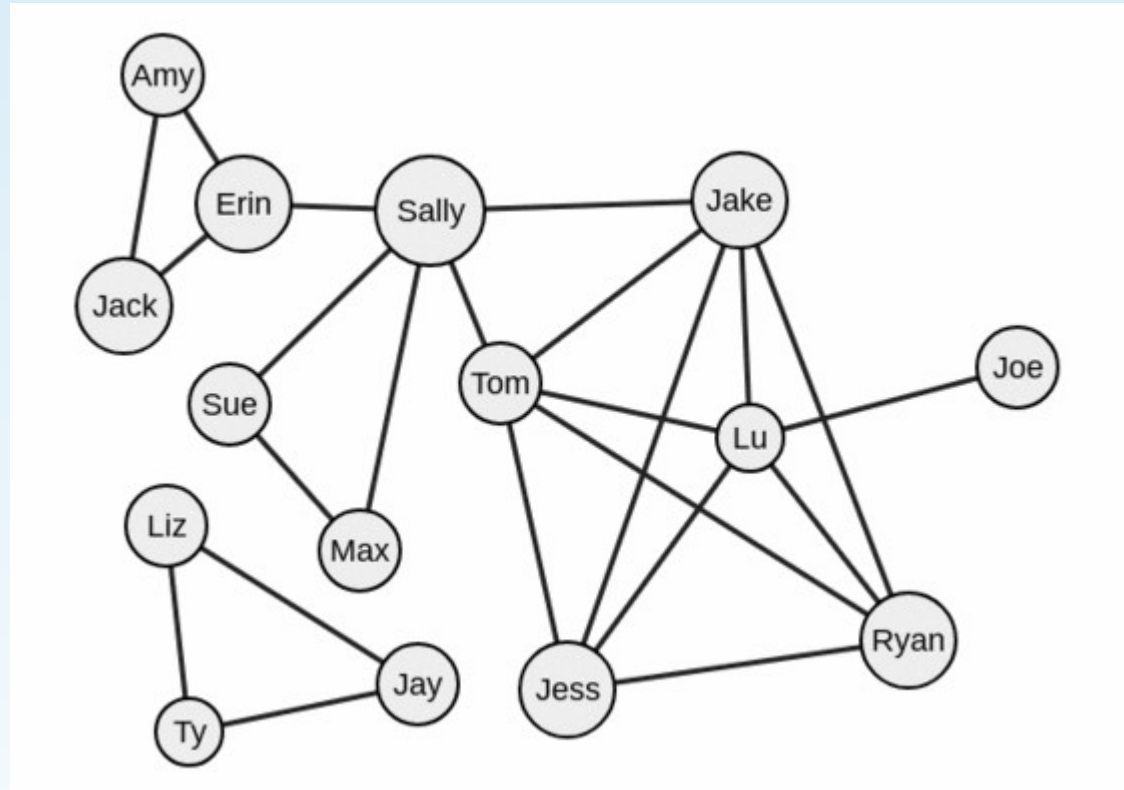 Amy
Erin
Sally
Jake
Jack
Sue
Tom
Joe
Lu
Liz
Max
Ryan
Jay
Jess
Ty